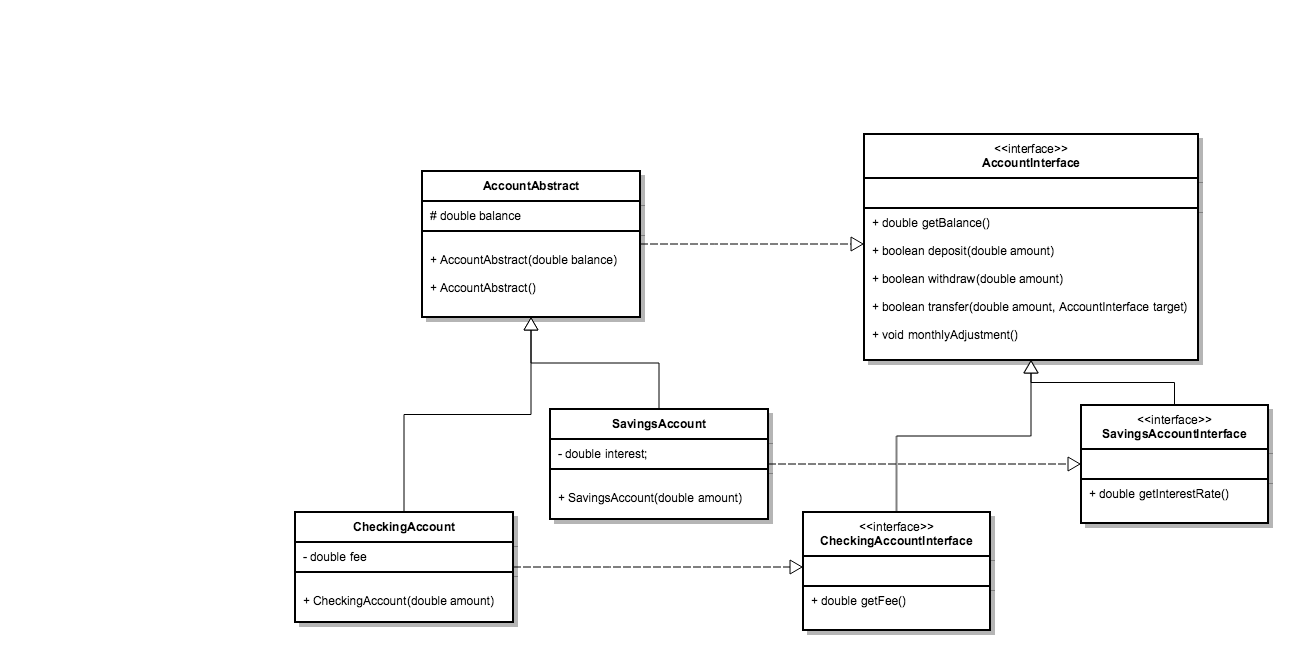 <<interface>>
AccountInterface
+ double getBalance()
+ boolean deposit(double amount)
+ boolean withdraw(double amount)
+ boolean transfer(double amount, AccountInterface target)
+ void monthlyAdjustment()
AccountAbstract
# double balance
+ AccountAbstract(double balance)
+ AccountAbstract()
SavingsAccount
- double interest;
+ SavingsAccount(double amount)
<<interface>>
SavingsAccountInterface
+ double getInterestRate()
CheckingAccount
- double fee
+ CheckingAccount(double amount)
<<interface>>
CheckingAccountInterface
+ double getFee()